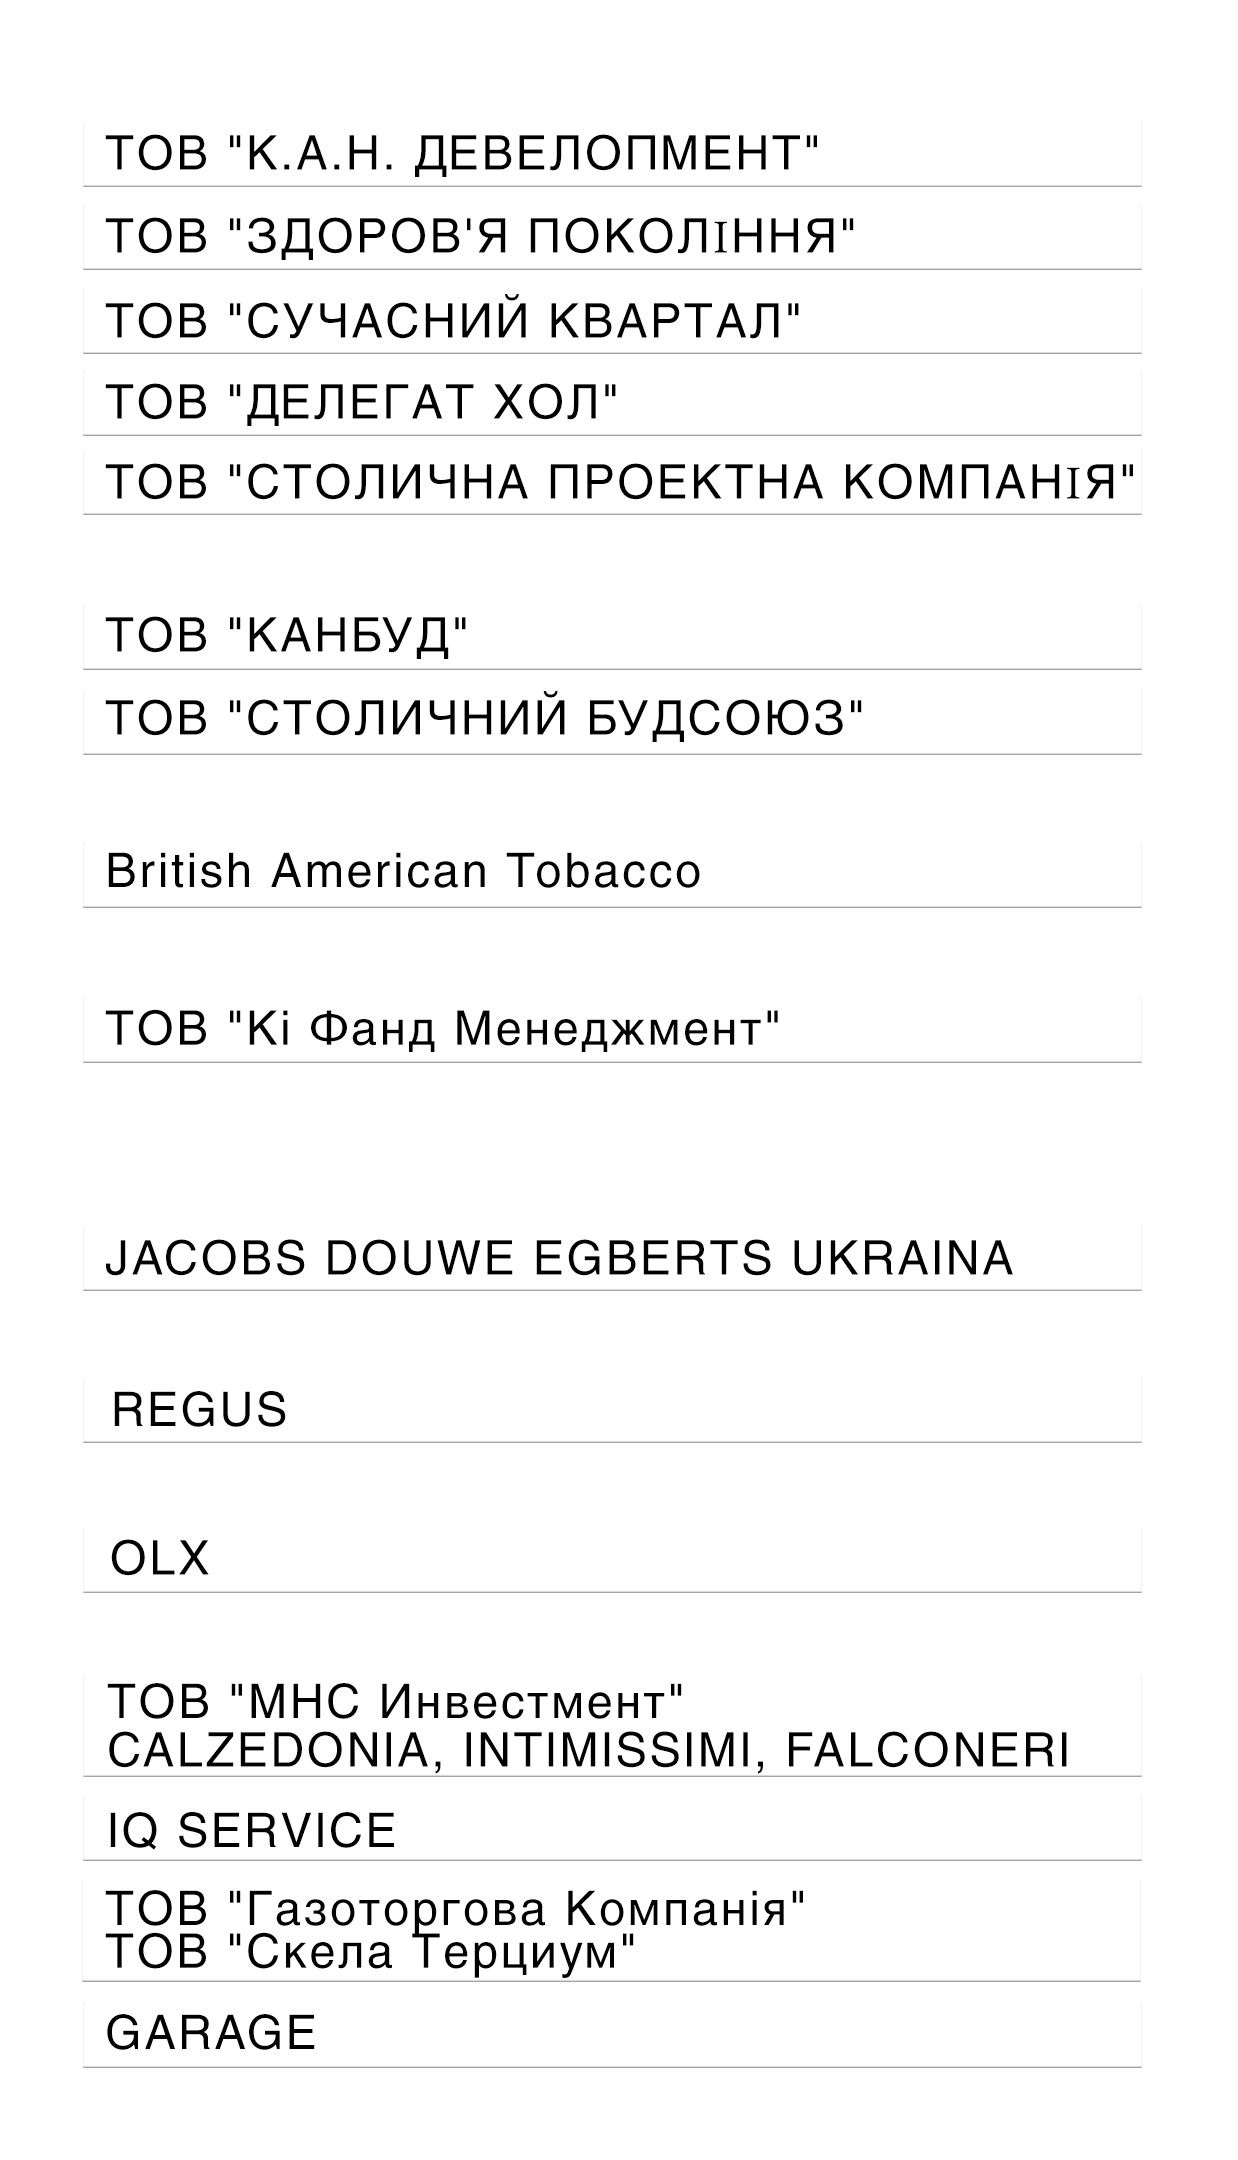 ТОВ "К.А.Н. ДЕВЕЛОПМЕНТ"
ТОВ "ЗДОРОВ'Я ПОКОЛІННЯ"
ТОВ "СУЧАСНИЙ КВАРТАЛ"
ТОВ "ДЕЛЕГАТ ХОЛ"
ТОВ "СТОЛИЧНА ПРОЕКТНА КОМПАНІЯ"
ТОВ "КАНБУД"
ТОВ "СТОЛИЧНИЙ БУДСОЮЗ"
British American Tobacco
ТОВ "Кі Фанд Менеджмент"
JACOBS DOUWE EGBERTS UKRAINA
REGUS
OLX
ТОВ "МНС Инвестмент"
CALZEDONIA, INTIMISSIMI, FALCONERI
IQ SERVICE
ТОВ "Газоторгова Компанія"
ТОВ "Скела Терциум"
GARAGE